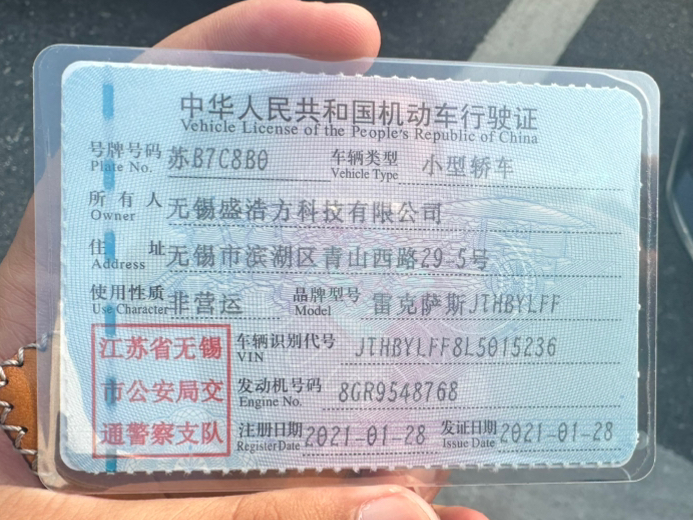 中华人民共和国机动车行驶证
Vehicle License of the People's Republic of China
号牌号码 苏B7C8B0 车辆类型 小型轿车
Plate No. Vehicle Type
所有人 无锡盛浩方科技有限公司
Owner
住址 无锡市滨湖区青山西路29-5号
Address
使用性质 非营运 品牌型号 雷克萨斯JTHBYLFF
Use Character Model
江苏省无锡
市公安局交
通警察支队
车辆识别代号 JTHBYLFF8L5015236
VIN
发动机号码 8GR9548768
Engine No.
注册日期 2021-01-28 发证日期 2021-01-28
Register Date Issue Date